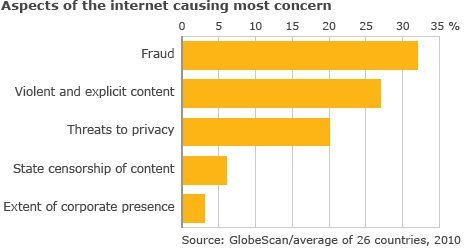 Aspects of the internet causing most concern
0 5 10 15 20 25 30 35 %
Fraud
Violent and explicit content
Threats to privacy
State censorship of content
Extent of corporate presence
Source: GlobeScan/average of 26 countries, 2010